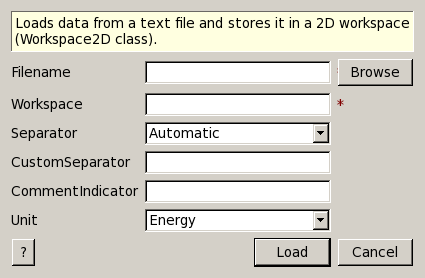 Loads data from a text file and stores it in a 2D workspace
(Workspace2D class).
Filename Browse
Workspace *
Separator Automatic
CustomSeparator
CommentIndicator
Unit Energy
? Load Cancel